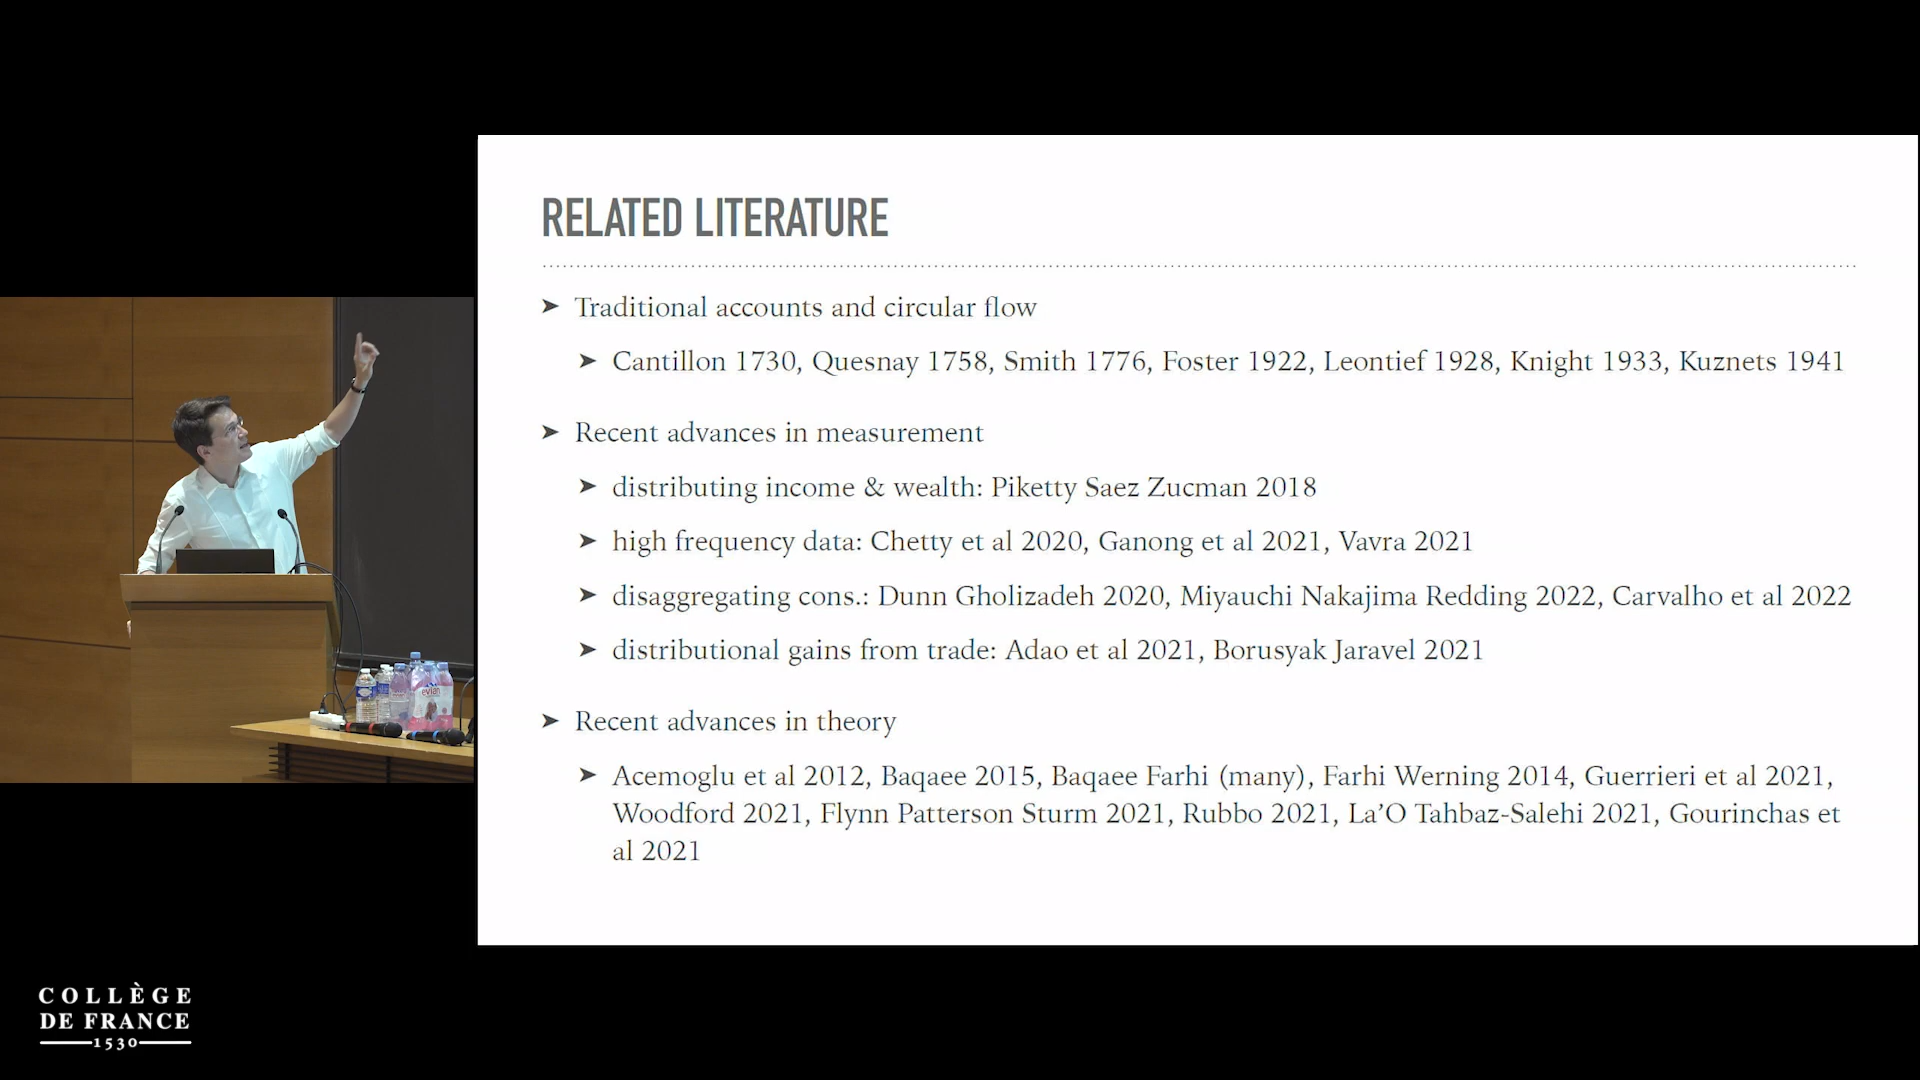 RELATED LITERATURE
➤ Traditional accounts and circular flow
➤ Cantillon 1730, Quesnay 1758, Smith 1776, Foster 1922, Leontief 1928, Knight 1933, Kuznets 1941
➤ Recent advances in measurement
➤ distributing income & wealth: Piketty Saez Zucman 2018
➤ high frequency data: Chetty et al 2020, Ganong et al 2021, Vavra 2021
➤ disaggregating cons.: Dunn Gholizadeh 2020, Miyauchi Nakajima Redding 2022, Carvalho et al 2022
➤ distributional gains from trade: Adao et al 2021, Borusyak Jaravel 2021
➤ Recent advances in theory
➤ Acemoglu et al 2012, Baqaee 2015, Baqaee Farhi (many), Farhi Werning 2014, Guerrieri et al 2021,
Woodford 2021, Flynn Patterson Sturm 2021, Rubbo 2021, La’O Tahbaz-Salehi 2021, Gourinchas et
al 2021
evian
COLLÈGE
DE FRANCE
1530